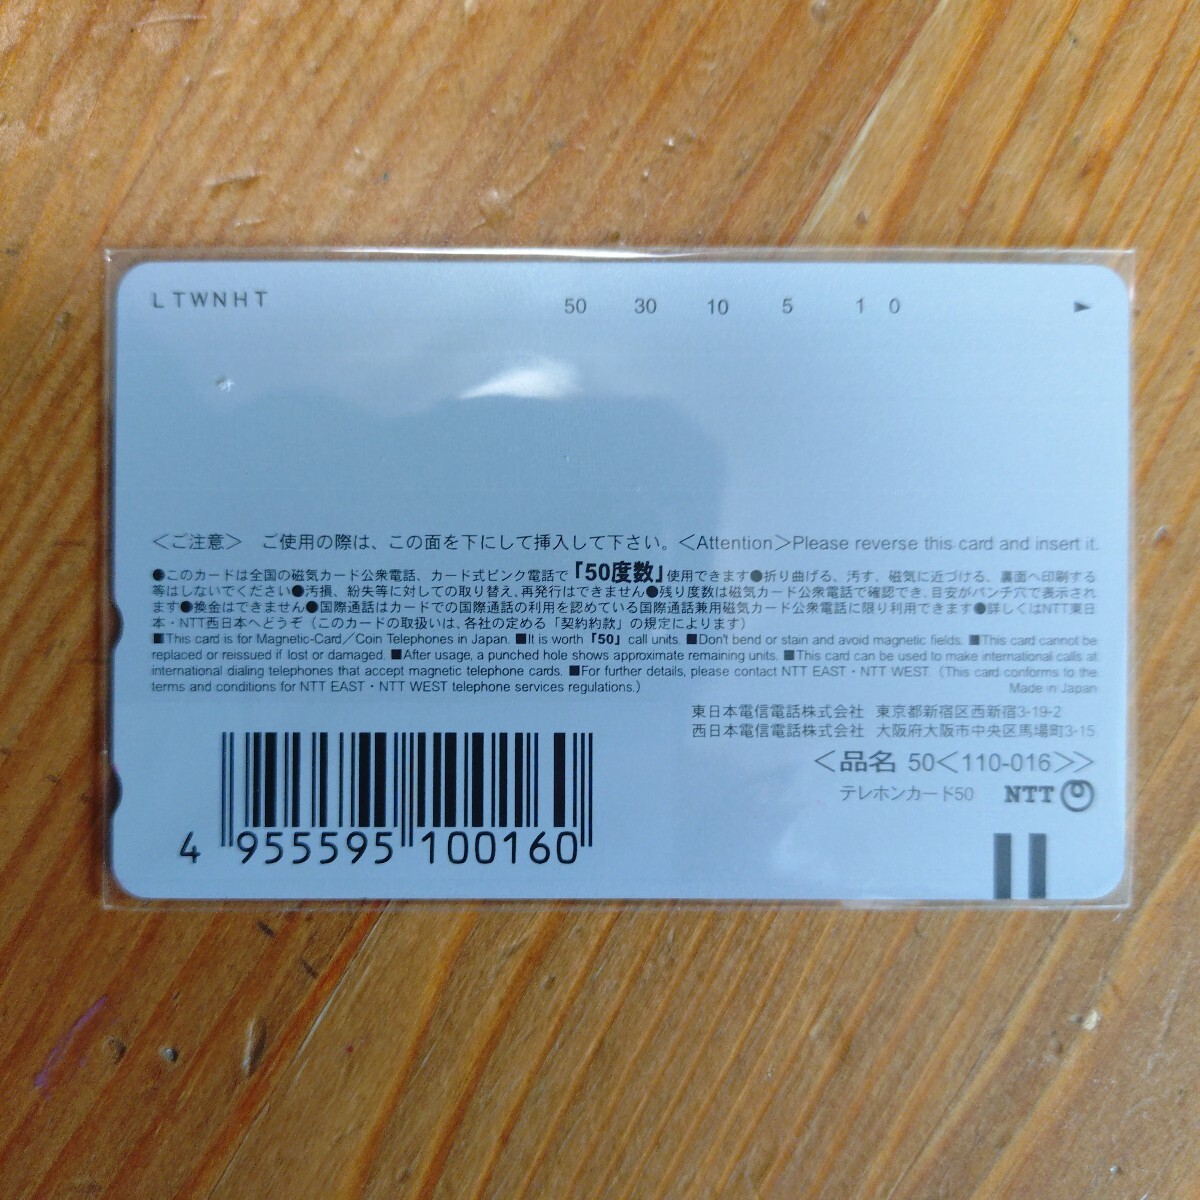 LTWNHT
50 30 10 5 1 0
＜ご注意＞ ご使用の際は、この面を下にして挿入して下さい。＜Attention＞Please reverse this card and insert it.
●このカードは全国の磁気カード公衆電話、カード式ピンク電話で「50度数」使用できます●折り曲げる、汚す、磁気に近づける、裏面へ印刷する
等はしないでください●汚損、紛失等に対しての取り替え、再発行はできません●残り度数は磁気カード公衆電話で確認でき、目安がパンチ穴で表示され
ます●換金はできません●国際通話はカードでの国際通話の利用を認めている国際通話兼用磁気カード公衆電話に限り利用できます●詳しくはNTT東日
本・NTT西日本へどうぞ（このカードの取扱いは、各社の定める「契約約款」の規定によります）
■This card is for Magnetic-Card／Coin Telephones in Japan. ■It is worth「50」call units. ■Don't bend or stain and avoid magnetic fields. ■This card cannot be
replaced or reissued if lost or damaged. ■After usage, a punched hole shows approximate remaining units. ■This card can be used to make international calls at
international dialing telephones that accept magnetic telephone cards. ■For further details, please contact NTT EAST・NTT WEST.（This card conforms to the
terms and conditions for NTT EAST・NTT WEST telephone services regulations.）
Made in Japan
東日本電信電話株式会社 東京都新宿区西新宿3-19-2
西日本電信電話株式会社 大阪府大阪市中央区馬場町3-15
＜品名 50＜110-016＞＞
テレホンカード50 NTT
4 955595 100160